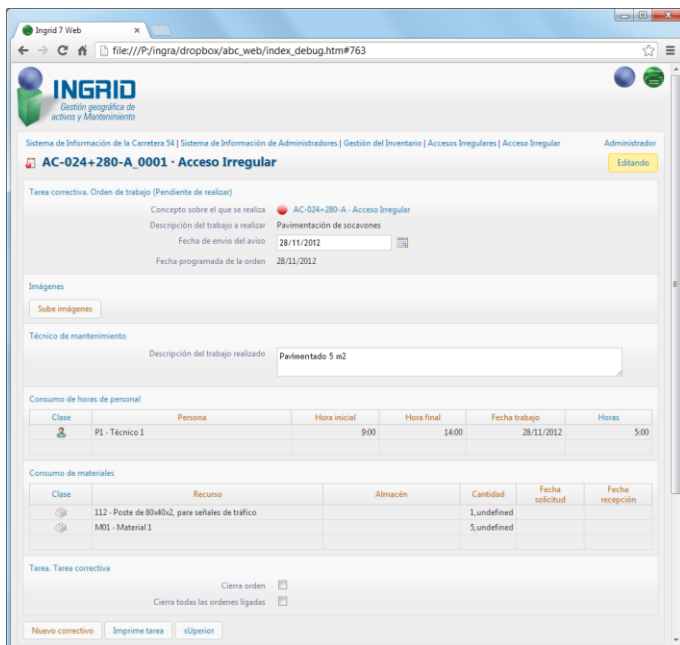 Ingrid 7 Web
file:///P:/ingra/dropbox/abc_web/index_debug.htm#763
INGRID
Gestión geográfica de
activos y Mantenimiento
Sistema de Información de la Carretera 54 | Sistema de Información de Administradores | Gestión del Inventario | Accesos Irregulares | Acceso Irregular Administrador
AC-024+280-A_0001 · Acceso Irregular Editando
Tarea correctiva. Orden de trabajo (Pendiente de realizar)
Concepto sobre el que se realiza AC-024+280-A · Acceso Irregular
Descripción del trabajo a realizar Pavimentación de socavones
Fecha de envio del aviso 28/11/2012
Fecha programada de la orden 28/11/2012
Imágenes
Sube imágenes
Técnico de mantenimiento
Descripción del trabajo realizado Pavimentado 5 m2
Consumo de horas de personal
Clase Persona Hora inicial Hora final Fecha trabajo Horas
P1 · Técnico 1 9:00 14:00 28/11/2012 5:00
Consumo de materiales
Clase Recurso Almacén Cantidad Fecha solicitud Fecha recepción
112 · Poste de 80x40x2, para señales de tráfico 1,undefined
M01 · Material 1 5,undefined
Tarea. Tarea correctiva
Cierra orden
Cierra todas las ordenes ligadas
Nuevo correctivo Imprime tarea sUperior